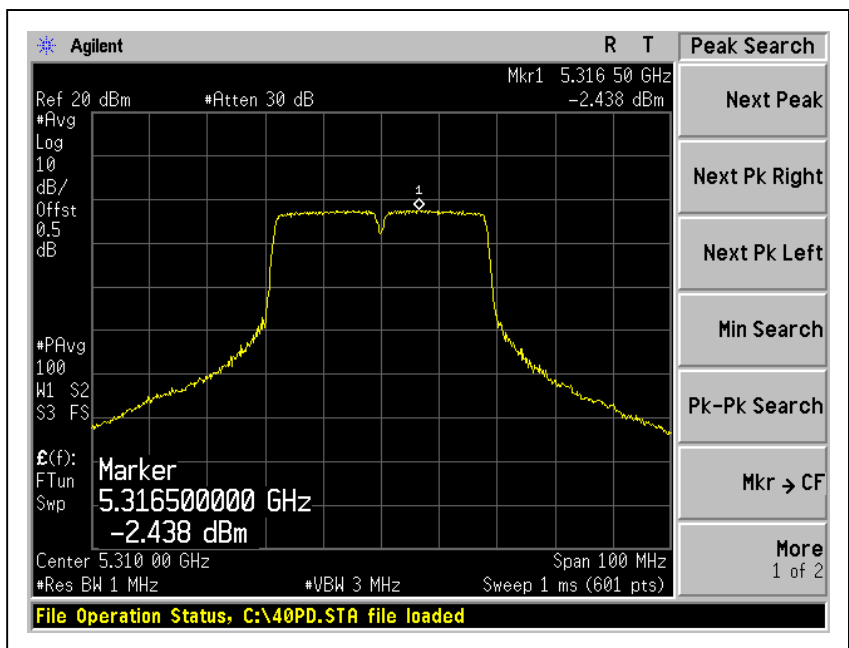 Agilent R T Peak Search
Mkr1 5.316 50 GHz
Ref 20 dBm #Atten 30 dB -2.438 dBm
#Avg
Log
10
dB/
Offst
0.5
dB
1
#PAvg
100
W1 S2
S3 FS
£(f):
FTun
Swp
Marker
5.316500000 GHz
-2.438 dBm
Center 5.310 00 GHz Span 100 MHz
#Res BW 1 MHz #VBW 3 MHz Sweep 1 ms (601 pts)
File Operation Status, C:\40PD.STA file loaded
Next Peak
Next Pk Right
Next Pk Left
Min Search
Pk-Pk Search
Mkr → CF
More
1 of 2